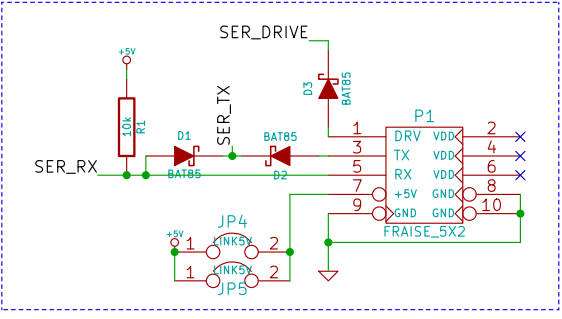 SER_DRIVE
+5V
10k
R1
SER_TX
D3
BAT85
P1
D1
BAT85
BAT85
D2
SER_RX
1 DRV VDD 2
3 TX VDD 4
5 RX VDD 6
7 +5V GND 8
9 GND GND 10
FRAISE_5X2
JP4
+5V
1 LINK5V 2
1 LINK5V 2
JP5